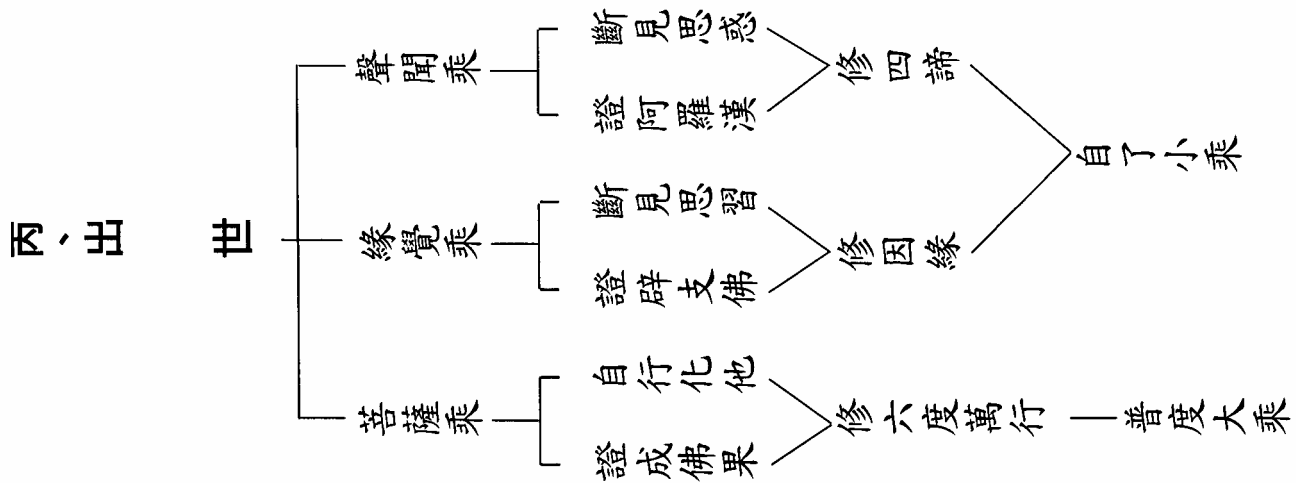 丙、出世
聲聞乘
斷見思惑
證阿羅漢
修四諦
緣覺乘
斷見思習
證辟支佛
修因緣
自了小乘
菩薩乘
自行化他
證成佛果
修六度萬行
普度大乘